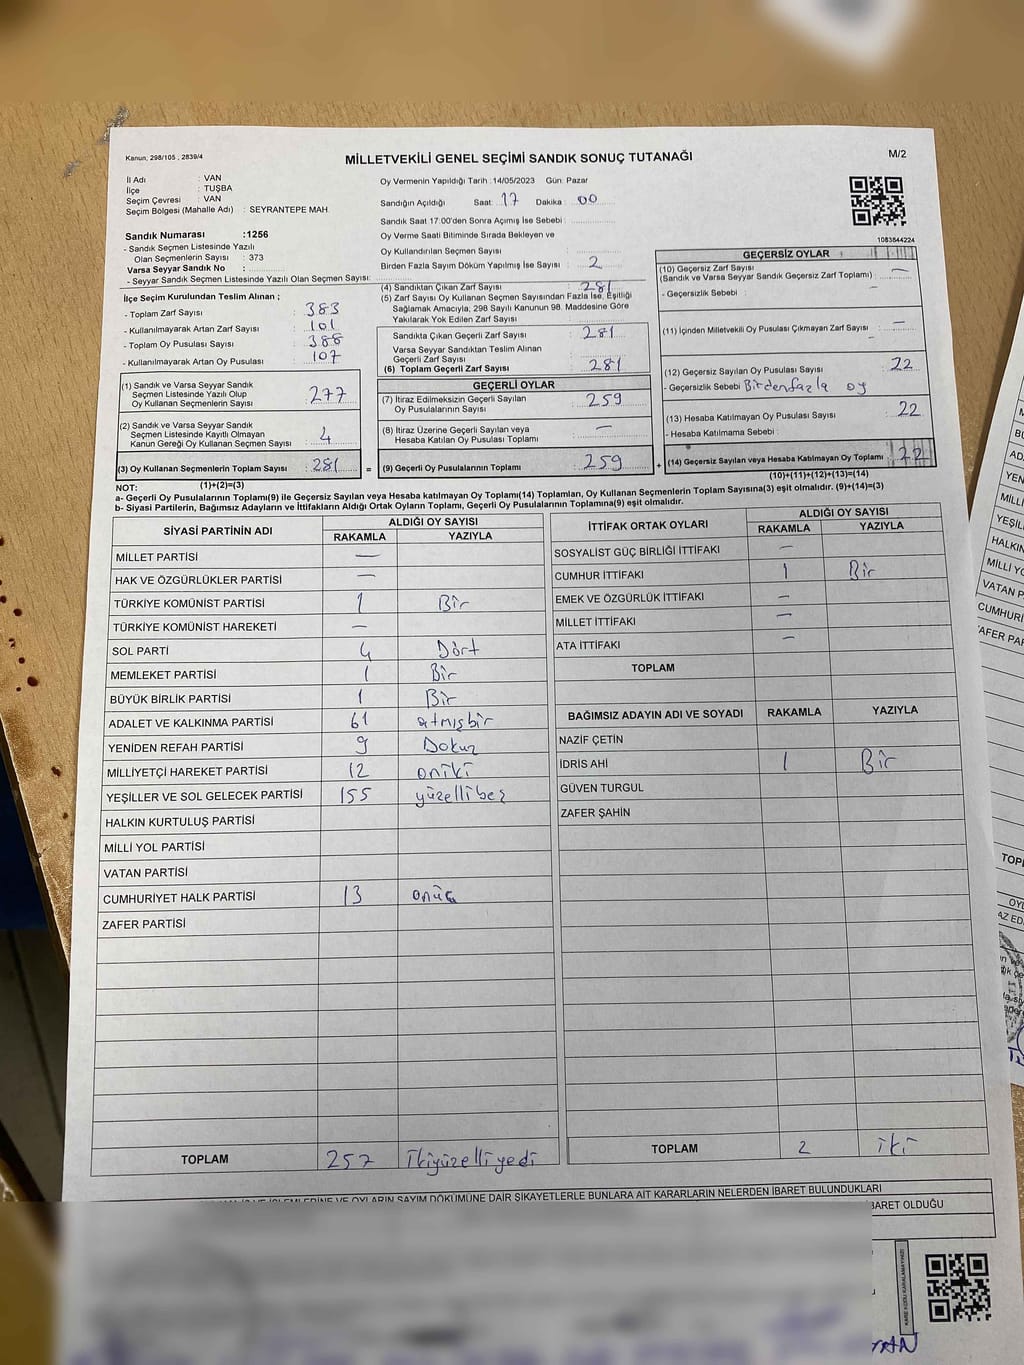 Kanun; 298/105 , 2839/4
MİLLETVEKİLİ GENEL SEÇİMİ SANDIK SONUÇ TUTANAĞI
M/2
İl Adı : VAN
İlçe : TUŞBA
Seçim Çevresi : VAN
Seçim Bölgesi (Mahalle Adı) : SEYRANTEPE MAH.
Oy Vermenin Yapıldığı Tarih :14/05/2023 Gün: Pazar
Sandığın Açıldığı Saat: 17 Dakika : 00
Sandık Saat 17.00'den Sonra Açmış İse Sebebi :
Oy Verme Saati Bitiminde Sırada Bekleyen ve
Oy Kullandırılan Seçmen Sayısı :
Birden Fazla Sayım Döküm Yapılmış İse Sayısı : 2
1083644224
Sandık Numarası :1256
- Sandık Seçmen Listesinde Yazılı
Olan Seçmenlerin Sayısı : 373
Varsa Seyyar Sandık No :
- Seyyar Sandık Seçmen Listesinde Yazılı Olan Seçmen Sayısı:
İlçe Seçim Kurulundan Teslim Alınan ;
- Toplam Zarf Sayısı : 383
- Kullanılmayarak Artan Zarf Sayısı : 101
- Toplam Oy Pusulası Sayısı : 388
- Kullanılmayarak Artan Oy Pusulası : 107
(1) Sandık ve Varsa Seyyar Sandık
Seçmen Listesinde Yazılı Olup
Oy Kullanan Seçmenlerin Sayısı : 277
(2) Sandık ve Varsa Seyyar Sandık
Seçmen Listesinde Kayıtlı Olmayan
Kanun Gereği Oy Kullanan Seçmen Sayısı : 4
(3) Oy Kullanan Seçmenlerin Toplam Sayısı : 281
(1)+(2)=(3)
(4) Sandıktan Çıkan Zarf Sayısı : 281
(5) Zarf Sayısı Oy Kullanan Seçmen Sayısından Fazla İse, Eşitliği
Sağlamak Amacıyla; 298 Sayılı Kanunun 98. Maddesine Göre
Yakılarak Yok Edilen Zarf Sayısı :
Sandıkta Çıkan Geçerli Zarf Sayısı : 281
Varsa Seyyar Sandıktan Teslim Alınan
Geçerli Zarf Sayısı :
(6) Toplam Geçerli Zarf Sayısı : 281
GEÇERLİ OYLAR
(7) İtiraz Edilmeksizin Geçerli Sayılan
Oy Pusulalarının Sayısı : 259
(8) İtiraz Üzerine Geçerli Sayılan veya
Hesaba Katılan Oy Pusulası Toplamı : —
= (9) Geçerli Oy Pusulalarının Toplamı : 259
GEÇERSİZ OYLAR
(10) Geçersiz Zarf Sayısı
(Sandık ve Varsa Seyyar Sandık Geçersiz Zarf Toplamı) : —
- Geçersizlik Sebebi : —
(11) İçinden Milletvekili Oy Pusulası Çıkmayan Zarf Sayısı : —
(12) Geçersiz Sayılan Oy Pusulası Sayısı : 22
- Geçersizlik Sebebi Birden fazla oy
(13) Hesaba Katılmayan Oy Pusulası Sayısı : 22
- Hesaba Katılmama Sebebi :
+ (14) Geçersiz Sayılan veya Hesaba Katılmayan Oy Toplamı : 22
(10)+(11)+(12)+(13)=(14)
NOT:
a- Geçerli Oy Pusulalarının Toplamı(9) ile Geçersiz Sayılan veya Hesaba katılmayan Oy Toplamı(14) Toplamları, Oy Kullanan Seçmenlerin Toplam Sayısına(3) eşit olmalıdır. (9)+(14)=(3)
b- Siyasi Partilerin, Bağımsız Adayların ve İttifakların Aldığı Ortak Oyların Toplamı, Geçerli Oy Pusulalarının Toplamına(9) eşit olmalıdır.
SİYASİ PARTİNİN ADI ALDIĞI OY SAYISI
RAKAMLA YAZIYLA
MİLLET PARTİSİ —
HAK VE ÖZGÜRLÜKLER PARTİSİ —
TÜRKİYE KOMÜNİST PARTİSİ 1 Bir
TÜRKİYE KOMÜNİST HAREKETİ —
SOL PARTİ 4 Dört
MEMLEKET PARTİSİ 1 Bir
BÜYÜK BİRLİK PARTİSİ 1 Bir
ADALET VE KALKINMA PARTİSİ 61 atmışbir
YENİDEN REFAH PARTİSİ 9 Dokuz
MİLLİYETÇİ HAREKET PARTİSİ 12 oniki
YEŞİLLER VE SOL GELECEK PARTİSİ 155 yüzellibeş
HALKIN KURTULUŞ PARTİSİ
MİLLİ YOL PARTİSİ
VATAN PARTİSİ
CUMHURİYET HALK PARTİSİ 13 onüç
ZAFER PARTİSİ
TOPLAM 257 ikiyüzelliyedi
İTTİFAK ORTAK OYLARI ALDIĞI OY SAYISI
RAKAMLA YAZIYLA
SOSYALİST GÜÇ BİRLİĞİ İTTİFAKI —
CUMHUR İTTİFAKI 1 Bir
EMEK VE ÖZGÜRLÜK İTTİFAKI —
MİLLET İTTİFAKI —
ATA İTTİFAKI —
TOPLAM
BAĞIMSIZ ADAYIN ADI VE SOYADI RAKAMLA YAZIYLA
NAZİF ÇETİN
İDRİS AHİ 1 Bir
GÜVEN TURGUL
ZAFER ŞAHİN
TOPLAM 2 iki
OYLARIN SAYIM DÖKÜMÜNE DAİR ŞİKAYETLERLE BUNLARA AİT KARARLARIN NELERDEN İBARET BULUNDUKLARI
OLDUĞU